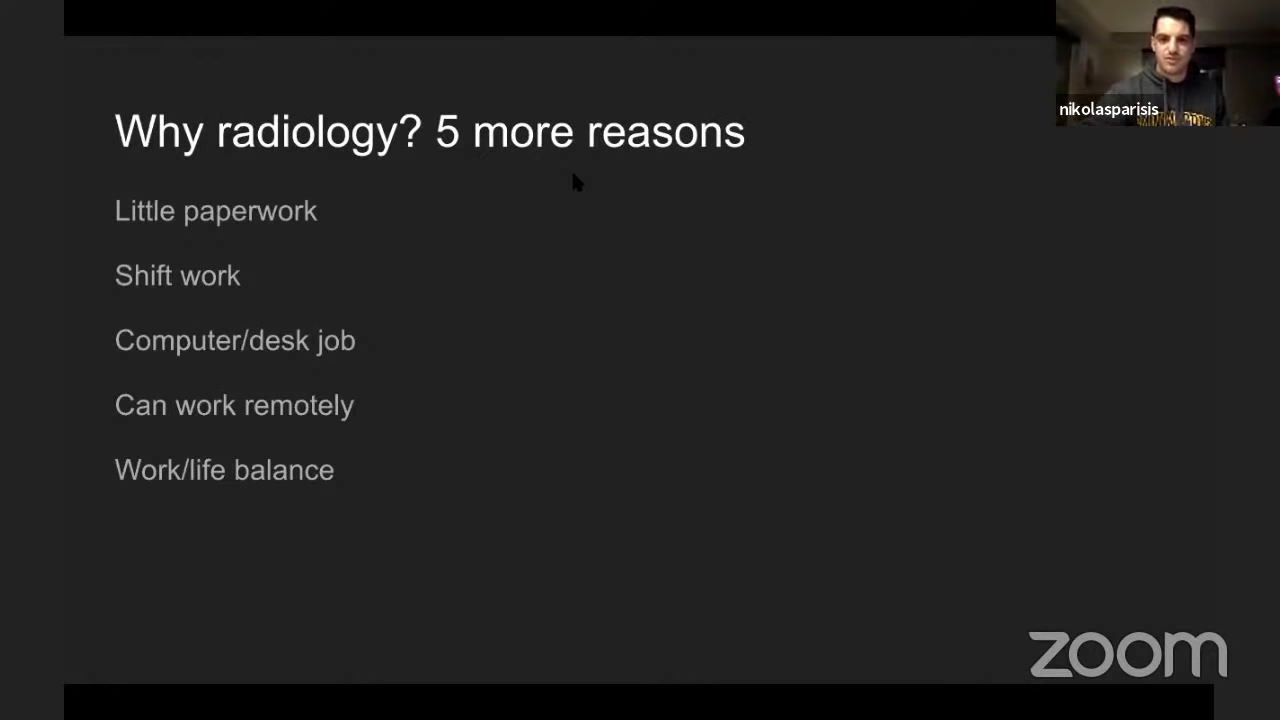 Why radiology? 5 more reasons
nikolasparisis
Little paperwork
Shift work
Computer/desk job
Can work remotely
Work/life balance
zoom